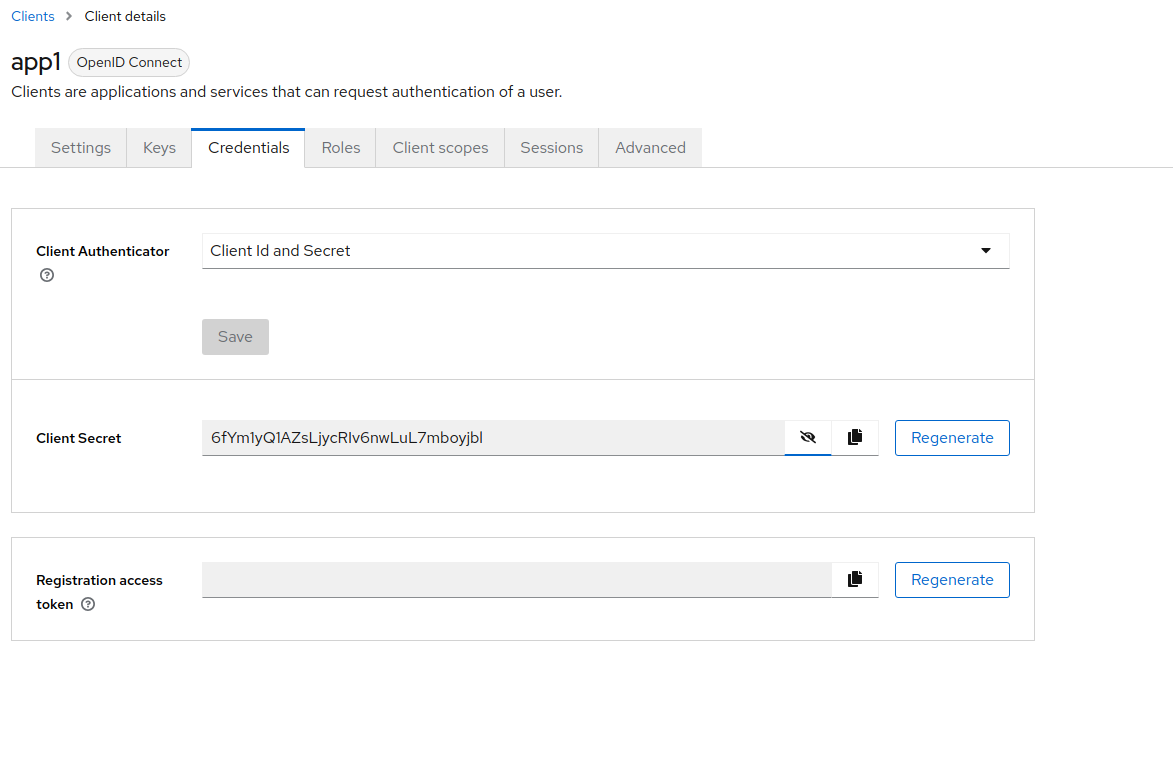 Clients > Client details
app1 OpenID Connect
Clients are applications and services that can request authentication of a user.
Settings Keys Credentials Roles Client scopes Sessions Advanced
Client Authenticator Client Id and Secret
Save
Client Secret 6fYm1yQ1AZsLjycRIv6nwLuL7mboyjbl Regenerate
Registration access Regenerate
token